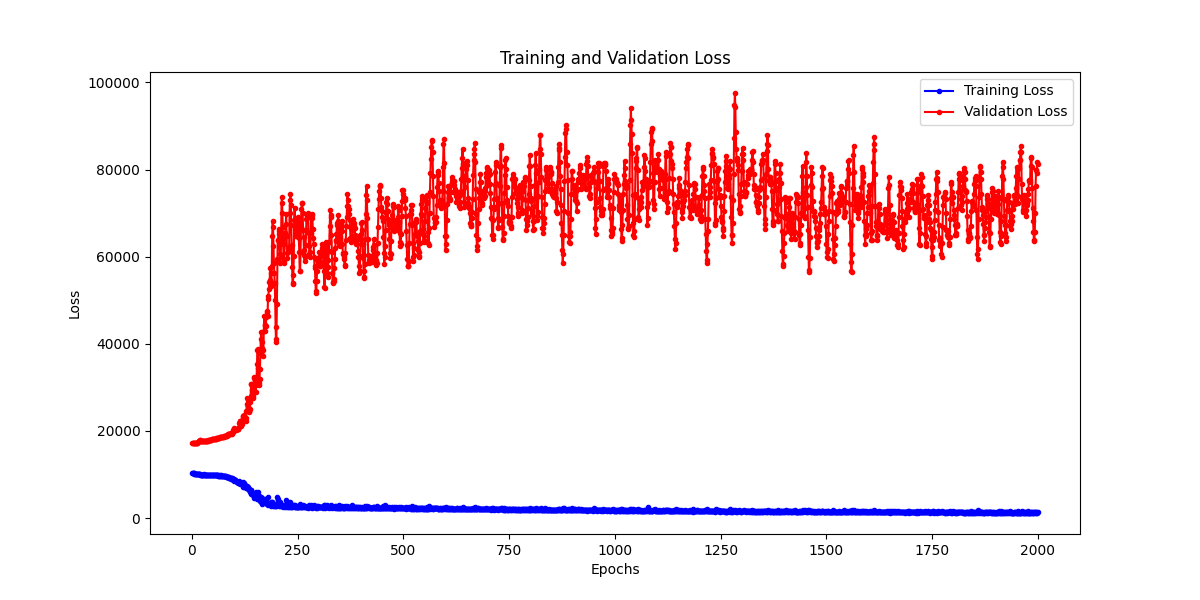 Training and Validation Loss
100000
80000
60000
40000
20000
0
Loss
0 250 500 750 1000 1250 1500 1750 2000
Epochs
Training Loss
Validation Loss